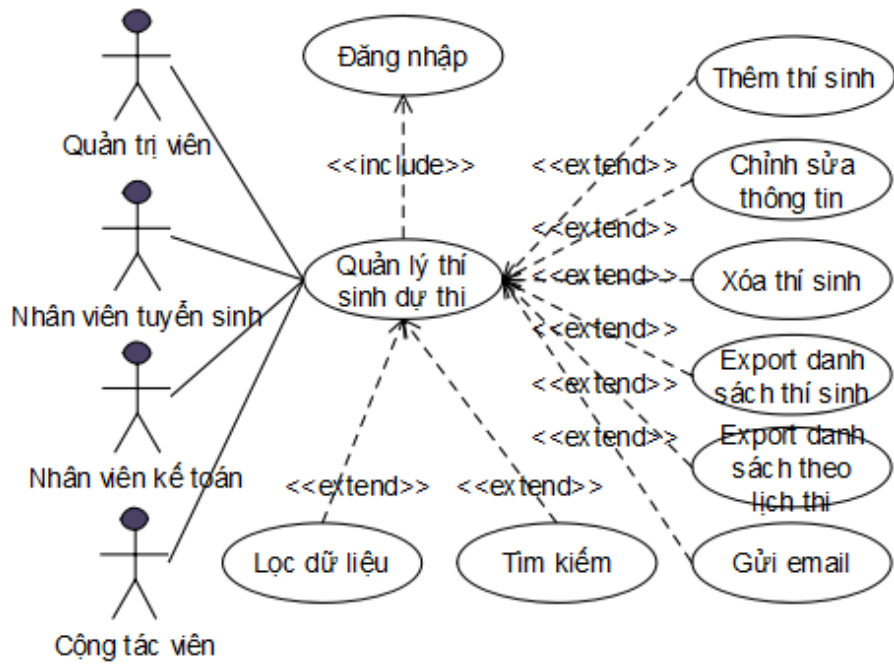 Đăng nhập
Thêm thí sinh
Quản trị viên
<<include>>
<<extend>>
Chỉnh sửa
thông tin
<<extend>>
Quản lý thí
sinh dự thi
<<extend>>
Xóa thí sinh
Nhân viên tuyển sinh
<<extend>>
Export danh
sách thí sinh
<<extend>>
<<extend>>
Export danh
sách theo
lịch thi
Nhân viên kế toán
<<extend>>
<<extend>>
Lọc dữ liệu
Tìm kiếm
Gửi email
Cộng tác viên